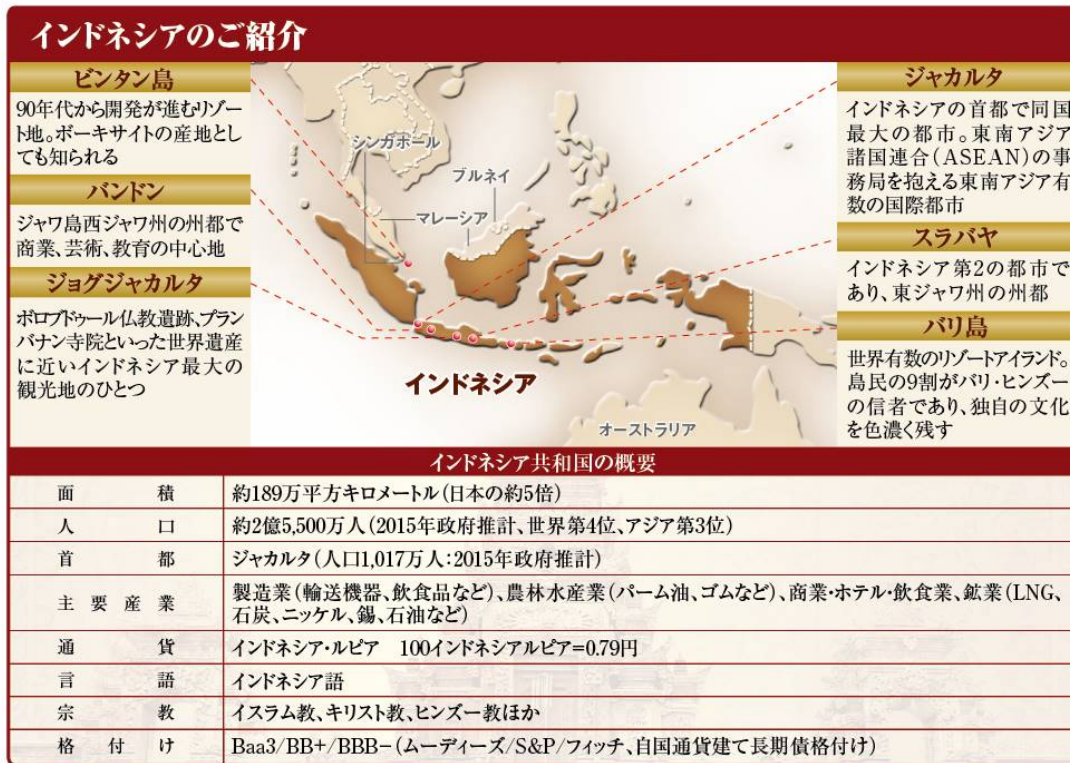 インドネシアのご紹介
ビンタン島
90年代から開発が進むリゾー
ト地。ボーキサイトの産地とし
ても知られる
バンドン
ジャワ島西ジャワ州の州都で
商業、芸術、教育の中心地
ジョグジャカルタ
ボロブドゥール仏教遺跡、プラン
バナン寺院といった世界遺産
に近いインドネシア最大の
観光地のひとつ
シンガポール
ブルネイ
マレーシア
インドネシア
オーストラリア
ジャカルタ
インドネシアの首都で同国
最大の都市。東南アジア
諸国連合(ASEAN)の事
務局を抱える東南アジア有
数の国際都市
スラバヤ
インドネシア第2の都市で
あり、東ジャワ州の州都
バリ島
世界有数のリゾートアイランド。
島民の9割がバリ・ヒンズー
の信者であり、独自の文化
を色濃く残す
インドネシア共和国の概要
面積 約189万平方キロメートル(日本の約5倍)
人口 約2億5,500万人(2015年政府推計、世界第4位、アジア第3位)
首都 ジャカルタ(人口1,017万人:2015年政府推計)
主要産業 製造業(輸送機器、飲食品など)、農林水産業(パーム油、ゴムなど)、商業・ホテル・飲食業、鉱業(LNG、
石炭、ニッケル、錫、石油など)
通貨 インドネシア・ルピア 100インドネシアルピア=0.79円
言語 インドネシア語
宗教 イスラム教、キリスト教、ヒンズー教ほか
格付け Baa3/BB+/BBB-(ムーディーズ/S&P/フィッチ、自国通貨建て長期債格付け)